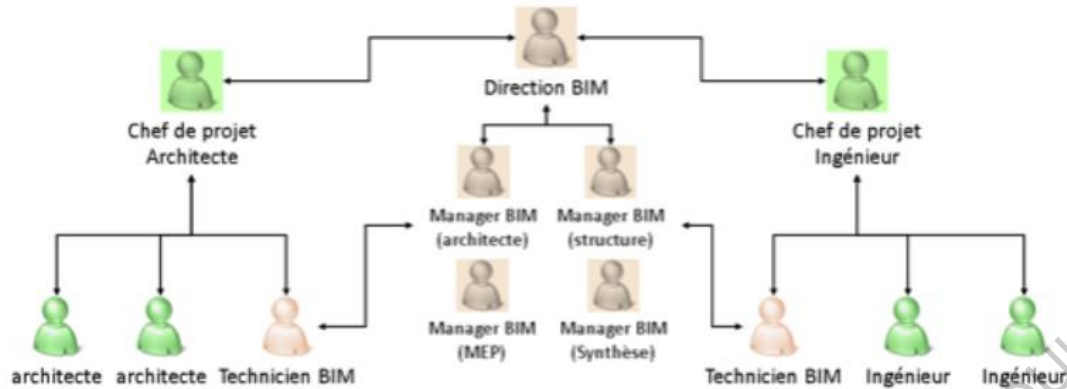 Direction BIM
Chef de projet
Architecte
Chef de projet
Ingénieur
Manager BIM
(architecte)
Manager BIM
(structure)
Manager BIM
(MEP)
Manager BIM
(Synthèse)
architecte
architecte
Technicien BIM
Technicien BIM
Ingénieur
Ingénieur